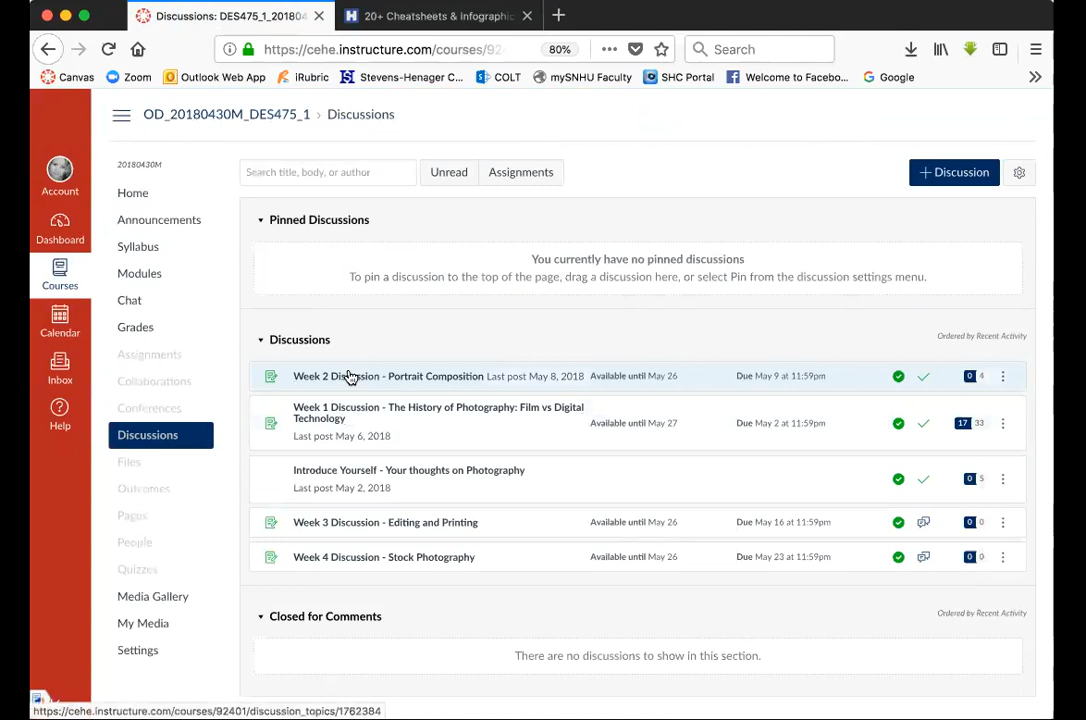 Discussions: DES475_1_20180
20+ Cheatsheets & Infographic
https://cehe.instructure.com/courses/92
80%
Search
Canvas
Zoom
Outlook Web App
iRubric
Stevens-Henager C...
COLT
mySNHU Faculty
SHC Portal
Welcome to Facebo...
Google
OD_20180430M_DES475_1 › Discussions
Account
Dashboard
Courses
Calendar
Inbox
Help
20180430M
Home
Announcements
Syllabus
Modules
Chat
Grades
Assignments
Collaborations
Conferences
Discussions
Files
Outcomes
Pages
People
Quizzes
Media Gallery
My Media
Settings
Search title, body, or author
Unread
Assignments
+ Discussion
Pinned Discussions
You currently have no pinned discussions
To pin a discussion to the top of the page, drag a discussion here, or select Pin from the discussion settings menu.
Discussions
Ordered by Recent Activity
Week 2 Discussion - Portrait Composition Last post May 8, 2018 Available until May 26 Due May 9 at 11:59pm 0 4
Week 1 Discussion - The History of Photography: Film vs Digital
Technology
Last post May 6, 2018
Available until May 27 Due May 2 at 11:59pm 17 33
Introduce Yourself - Your thoughts on Photography
Last post May 2, 2018
0 5
Week 3 Discussion - Editing and Printing Available until May 26 Due May 16 at 11:59pm 0 0
Week 4 Discussion - Stock Photography Available until May 26 Due May 23 at 11:59pm 0 0
Closed for Comments
Ordered by Recent Activity
There are no discussions to show in this section.
https://cehe.instructure.com/courses/92401/discussion_topics/1762384